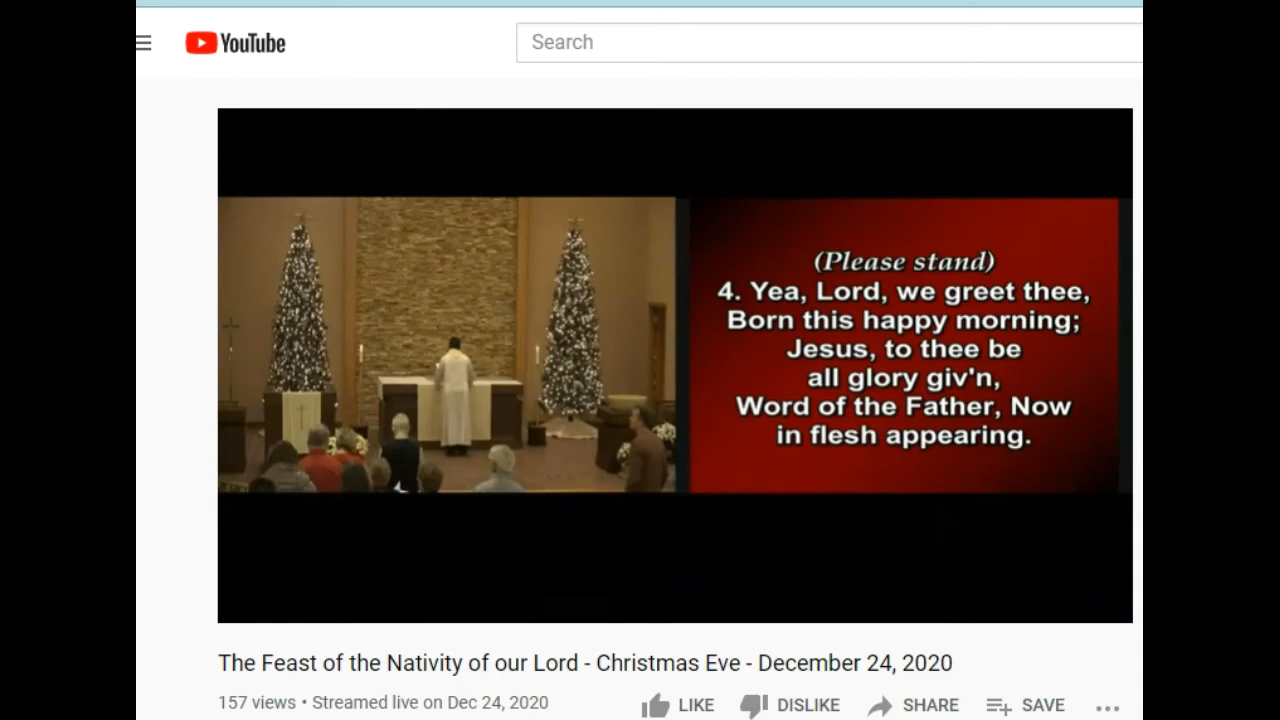 YouTube
Search
(Please stand)
4. Yea, Lord, we greet thee,
Born this happy morning;
Jesus, to thee be
all glory giv'n,
Word of the Father, Now
in flesh appearing.
The Feast of the Nativity of our Lord - Christmas Eve - December 24, 2020
157 views • Streamed live on Dec 24, 2020
LIKE
DISLIKE
SHARE
SAVE